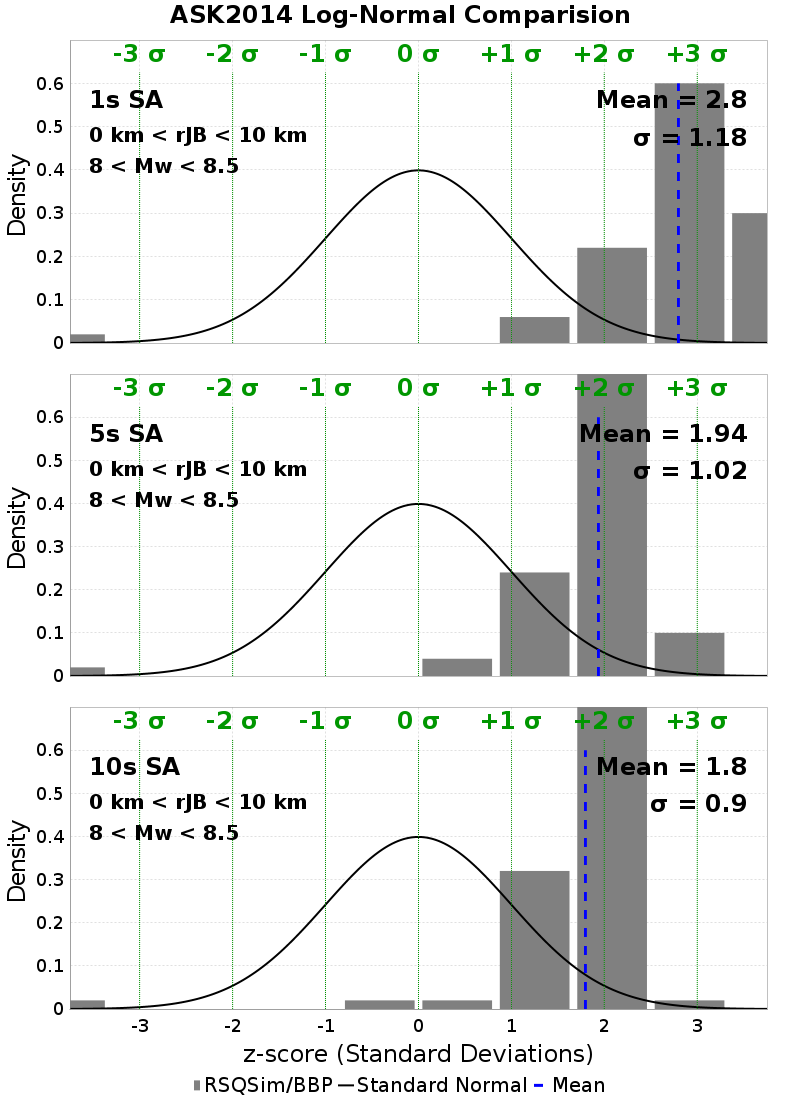 ASK2014 Log-Normal Comparision
-3 σ -2 σ -1 σ 0 σ +1 σ +2 σ +3 σ
1s SA
0 km < rJB < 10 km
8 < Mw < 8.5
Mean = 2.8
σ = 1.18
Density
0.6
0.5
0.4
0.3
0.2
0.1
0
-3 σ -2 σ -1 σ 0 σ +1 σ +2 σ +3 σ
5s SA
0 km < rJB < 10 km
8 < Mw < 8.5
Mean = 1.94
σ = 1.02
Density
0.6
0.5
0.4
0.3
0.2
0.1
0
-3 σ -2 σ -1 σ 0 σ +1 σ +2 σ +3 σ
10s SA
0 km < rJB < 10 km
8 < Mw < 8.5
Mean = 1.8
σ = 0.9
Density
0.6
0.5
0.4
0.3
0.2
0.1
0
-3 -2 -1 0 1 2 3
z-score (Standard Deviations)
RSQSim/BBP Standard Normal Mean